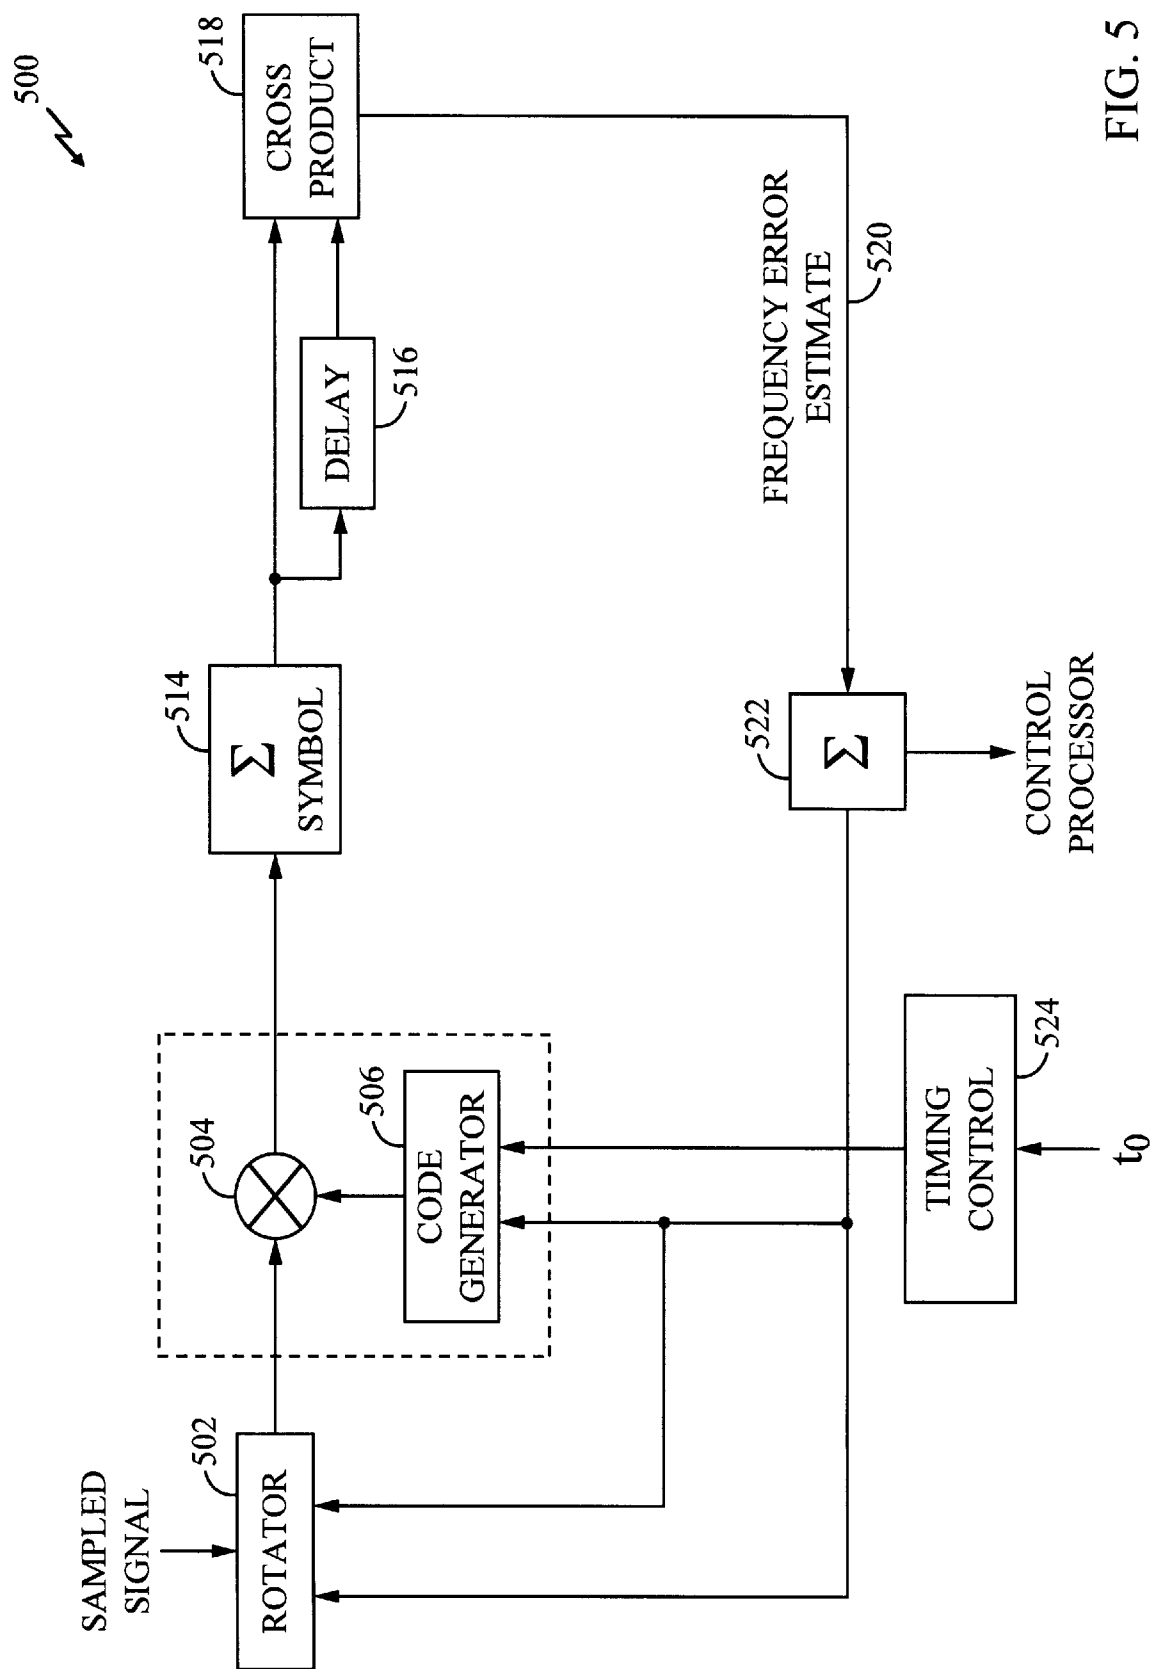 500
SAMPLED
SIGNAL
502
ROTATOR
504
506
CODE
GENERATOR
514
Σ
SYMBOL
516
DELAY
518
CROSS
PRODUCT
FREQUENCY ERROR
ESTIMATE
520
522
Σ
CONTROL
PROCESSOR
524
TIMING
CONTROL
t₀
FIG. 5